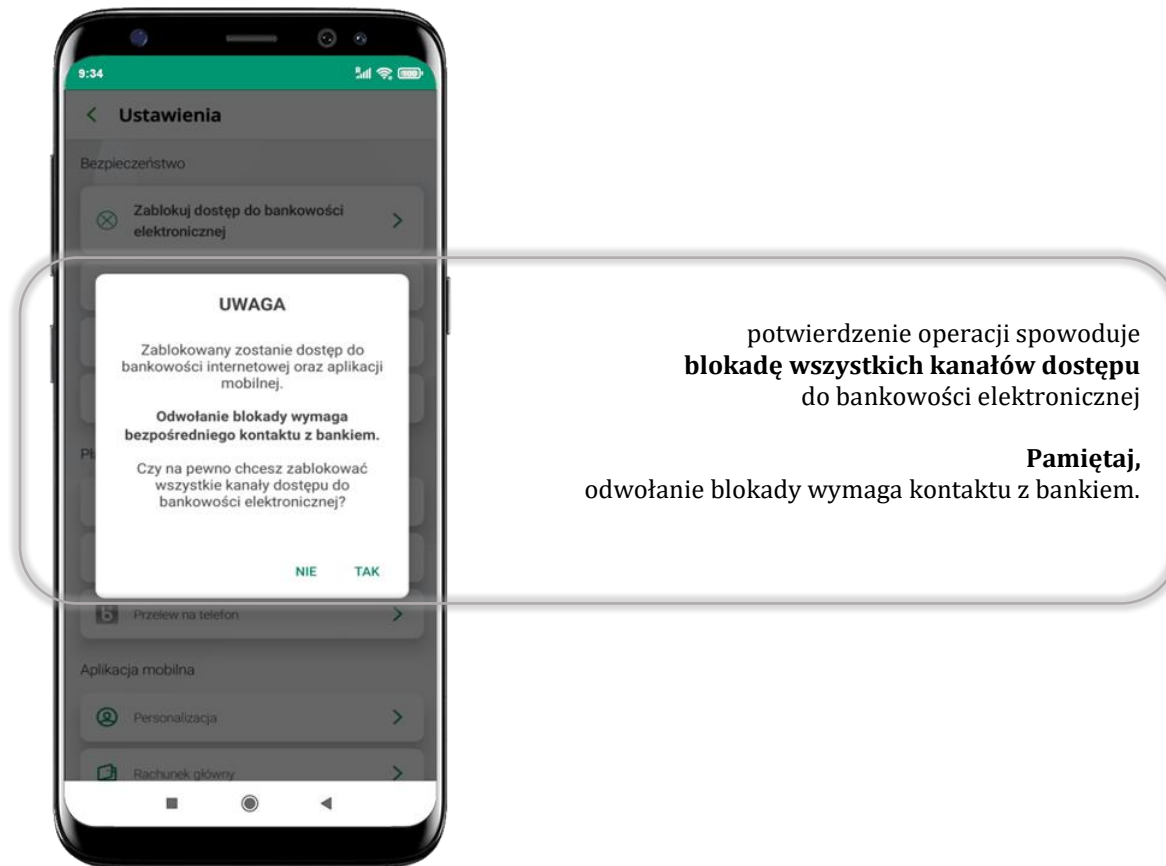 9:34
Ustawienia
Bezpieczeństwo
Zablokuj dostęp do bankowości
elektronicznej
UWAGA
Zablokowany zostanie dostęp do
bankowości internetowej oraz aplikacji
mobilnej.
Odwołanie blokady wymaga
bezpośredniego kontaktu z bankiem.
Czy na pewno chcesz zablokować
wszystkie kanały dostępu do
bankowości elektronicznej?
NIE TAK
Przelew na telefon
Aplikacja mobilna
Personalizacja
Rachunek główny
potwierdzenie operacji spowoduje
blokadę wszystkich kanałów dostępu
do bankowości elektronicznej
Pamiętaj,
odwołanie blokady wymaga kontaktu z bankiem.